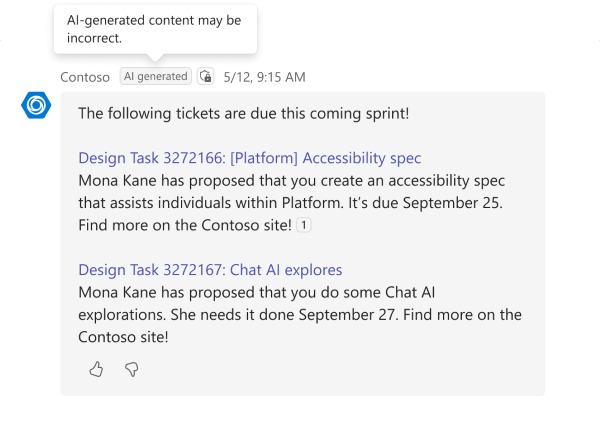 AI-generated content may be
incorrect.
Contoso AI generated 5/12, 9:15 AM
The following tickets are due this coming sprint!
Design Task 3272166: [Platform] Accessibility spec
Mona Kane has proposed that you create an accessibility spec
that assists individuals within Platform. It’s due September 25.
Find more on the Contoso site! 1
Design Task 3272167: Chat AI explores
Mona Kane has proposed that you do some Chat AI
explorations. She needs it done September 27. Find more on the
Contoso site!